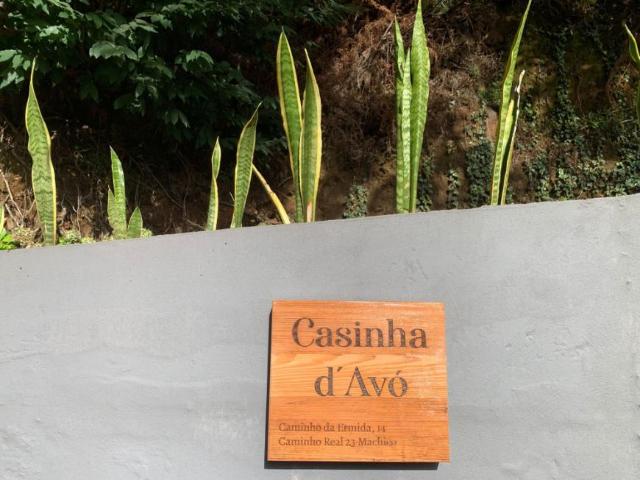 Casinha
d´Avó
Caminho da Ermida, 14
Caminho Real 23-Machico